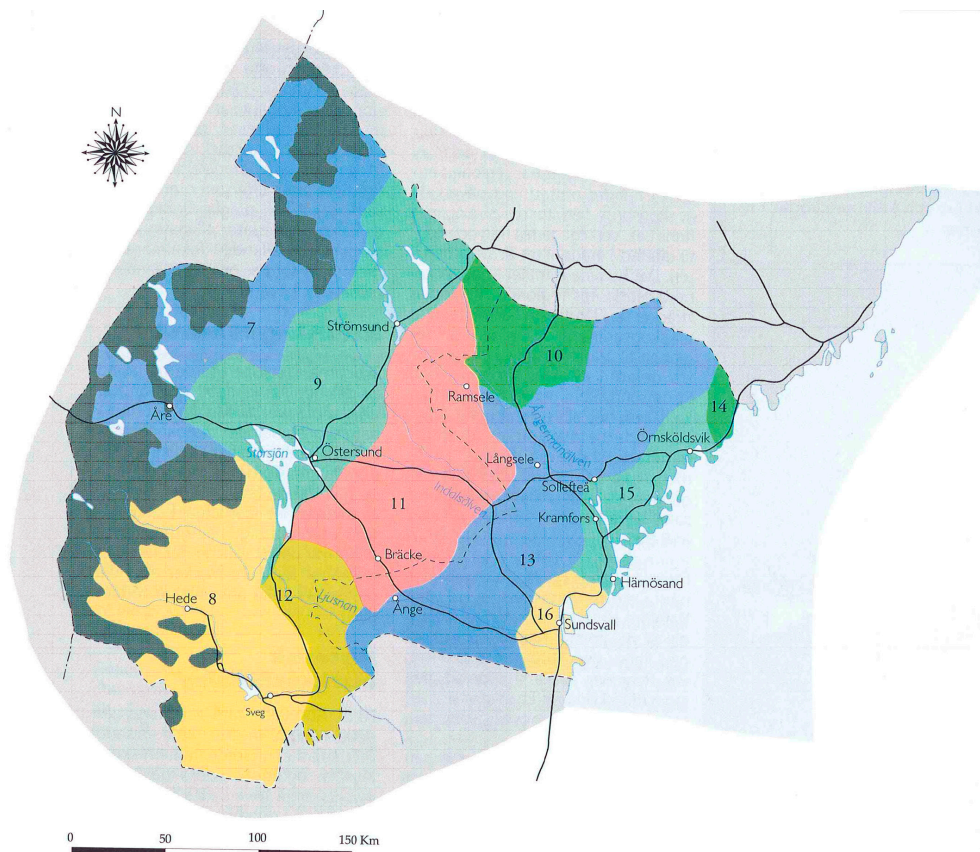 N
7
Strömsund
10
9
Ramsele
14
Åre
Örnsköldsvik
Ångermanälven
Storsjön
Östersund
Långsele
Sollefteå
15
Indalsälven
11
Kramfors
Bräcke
13
Härnösand
12
Ljusnan
Hede
8
Ånge
16
Sundsvall
Sveg
0 50 100 150 Km